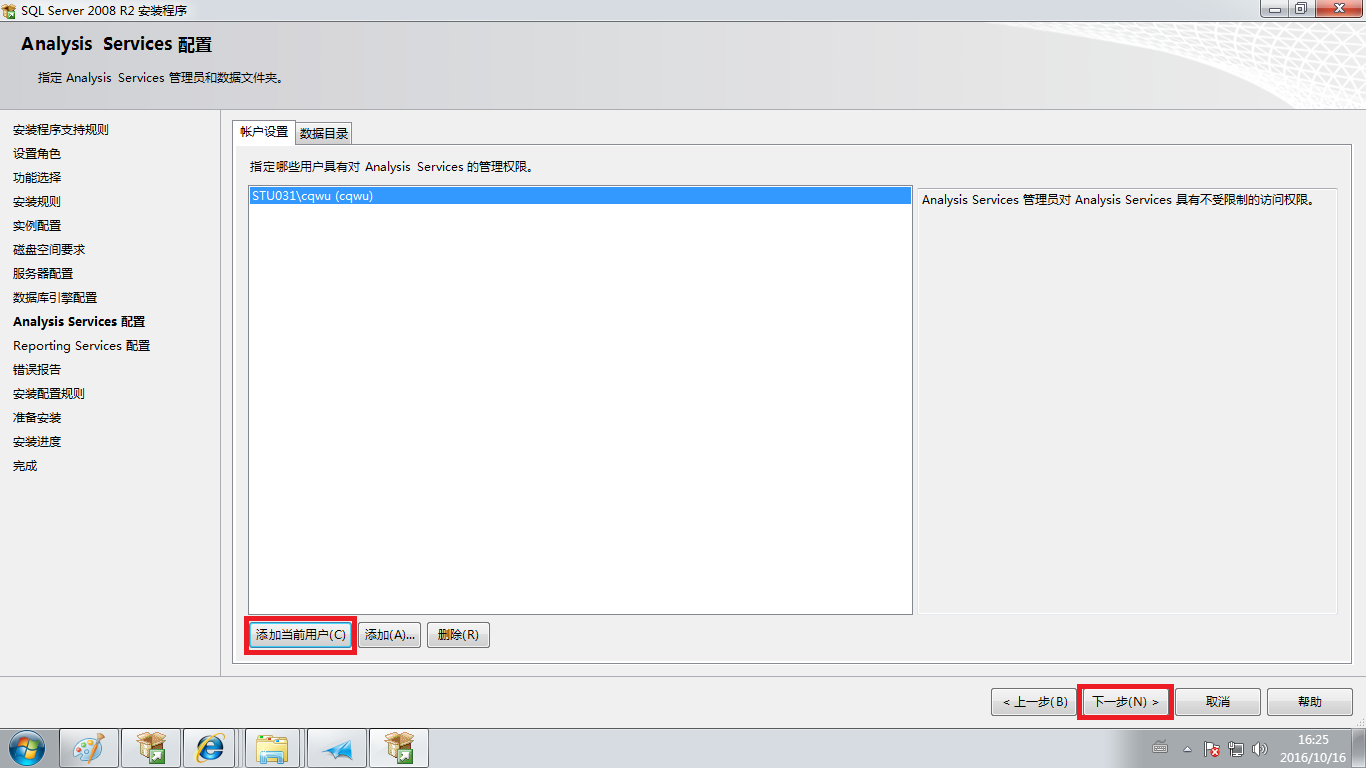 SQL Server 2008 R2 安装程序
Analysis Services 配置
指定 Analysis Services 管理员和数据文件夹。
安装程序支持规则
设置角色
功能选择
安装规则
实例配置
磁盘空间要求
服务器配置
数据库引擎配置
Analysis Services 配置
Reporting Services 配置
错误报告
安装配置规则
准备安装
安装进度
完成
帐户设置 数据目录
指定哪些用户具有对 Analysis Services 的管理权限。
STU031\cqwu (cqwu)
Analysis Services 管理员对 Analysis Services 具有不受限制的访问权限。
添加当前用户(C) 添加(A)... 删除(R)
< 上一步(B) 下一步(N) > 取消 帮助
16:25
2016/10/16